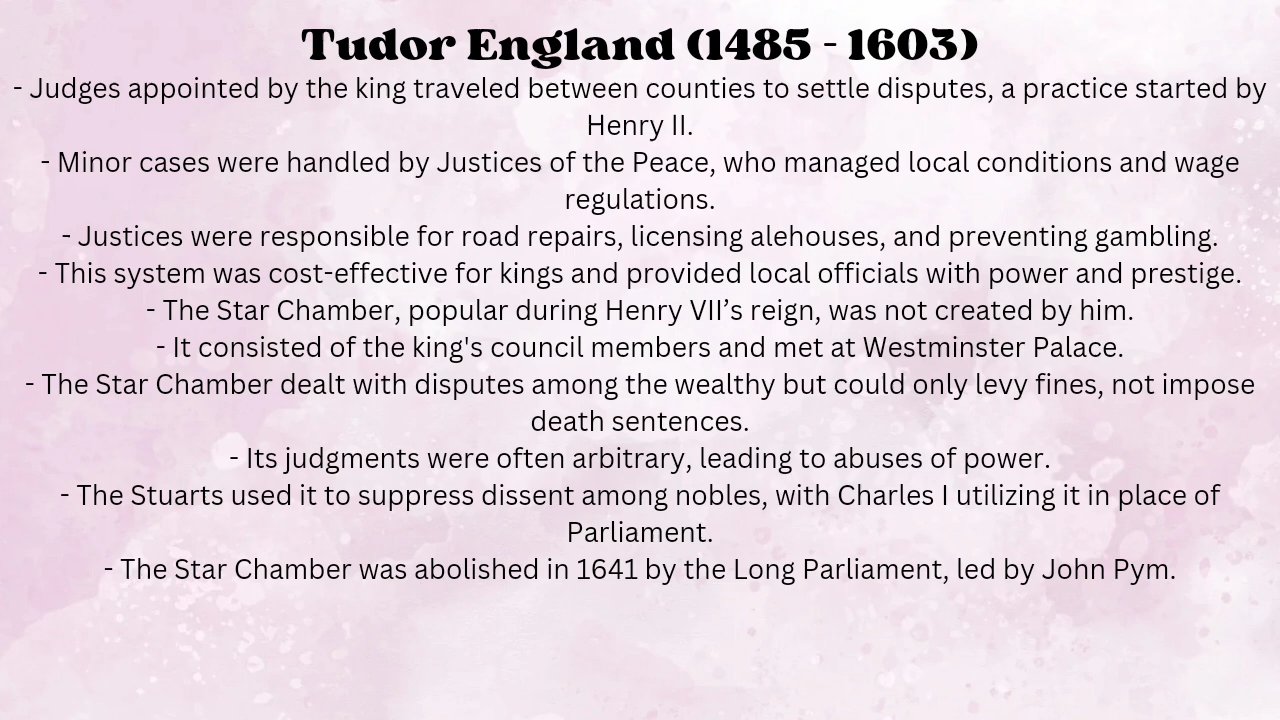 Tudor England (1485 - 1603)
- Judges appointed by the king traveled between counties to settle disputes, a practice started by
Henry II.
- Minor cases were handled by Justices of the Peace, who managed local conditions and wage
regulations.
- Justices were responsible for road repairs, licensing alehouses, and preventing gambling.
- This system was cost-effective for kings and provided local officials with power and prestige.
- The Star Chamber, popular during Henry VII’s reign, was not created by him.
- It consisted of the king's council members and met at Westminster Palace.
- The Star Chamber dealt with disputes among the wealthy but could only levy fines, not impose
death sentences.
- Its judgments were often arbitrary, leading to abuses of power.
- The Stuarts used it to suppress dissent among nobles, with Charles I utilizing it in place of
Parliament.
- The Star Chamber was abolished in 1641 by the Long Parliament, led by John Pym.